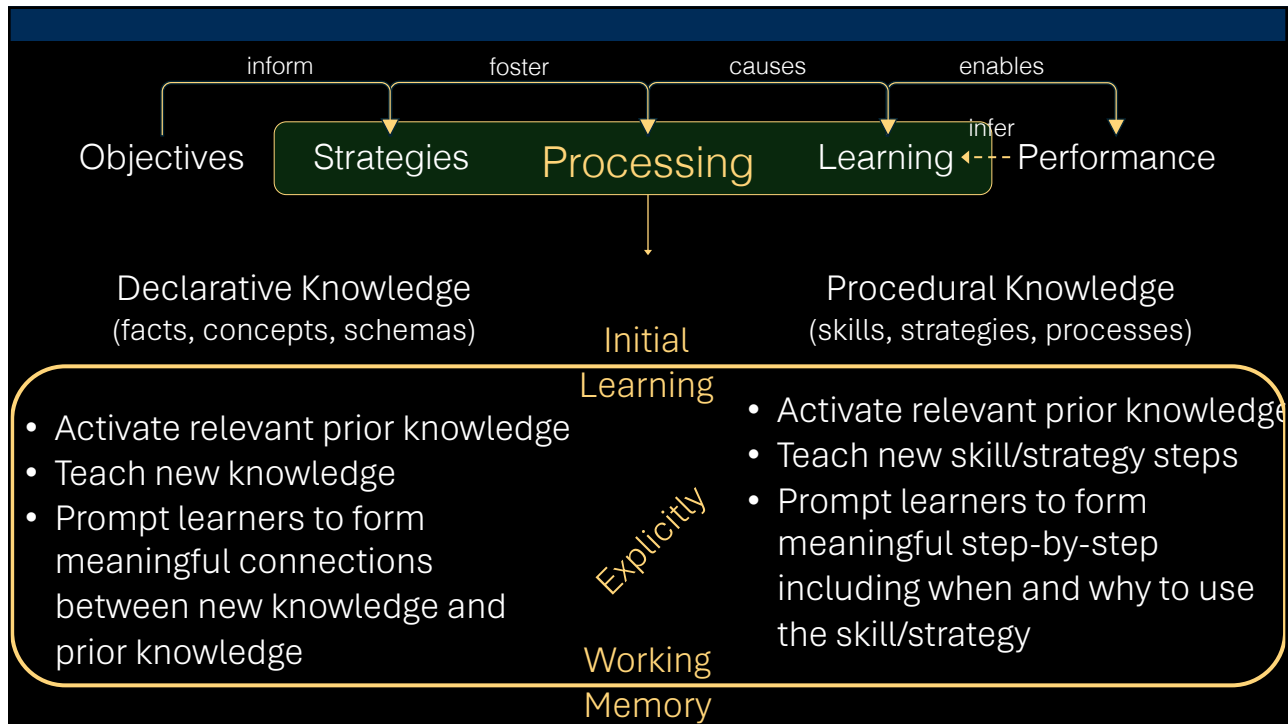 inform
foster
causes
enables
infer
Objectives
Strategies
Processing
Learning
Performance
Declarative Knowledge
(facts, concepts, schemas)
Procedural Knowledge
(skills, strategies, processes)
Initial
Learning
• Activate relevant prior knowledge
• Teach new knowledge
• Prompt learners to form
meaningful connections
between new knowledge and
prior knowledge
Explicitly
• Activate relevant prior knowledge
• Teach new skill/strategy steps
• Prompt learners to form
meaningful step-by-step
including when and why to use
the skill/strategy
Working
Memory